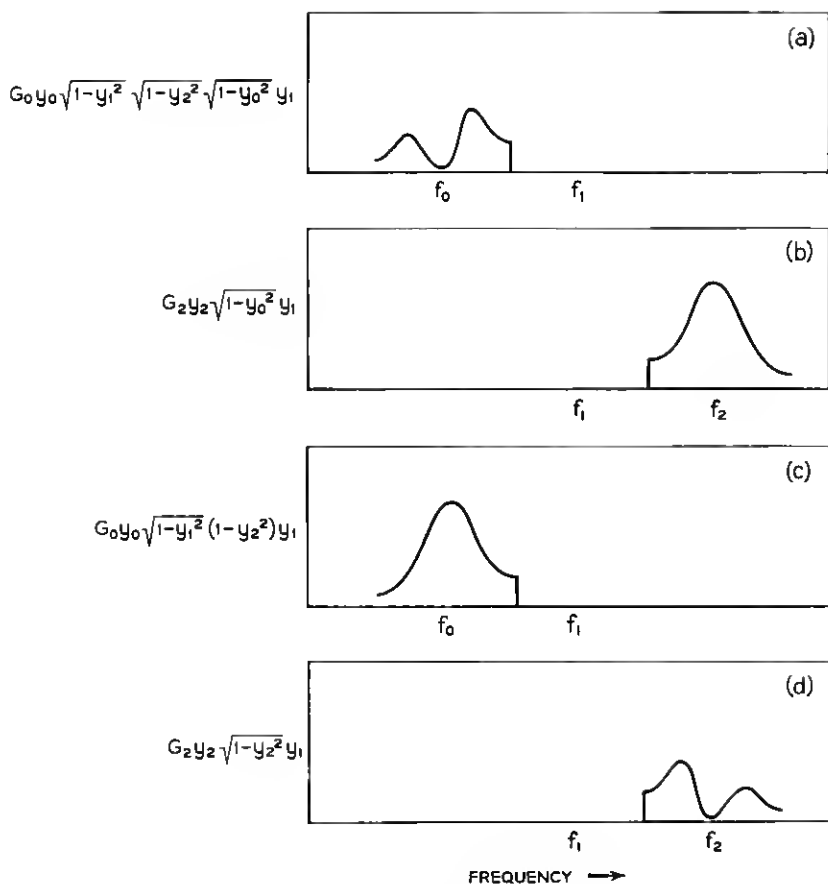 (a)
G₀y₀√1-y₁² √1-y₂² √1-y₀² y₁
f₀ f₁
(b)
G₂y₂√1-y₀² y₁
f₁ f₂
(c)
G₀y₀√1-y₁² (1-y₂²)y₁
f₀ f₁
(d)
G₂y₂√1-y₂² y₁
f₁ f₂
FREQUENCY →